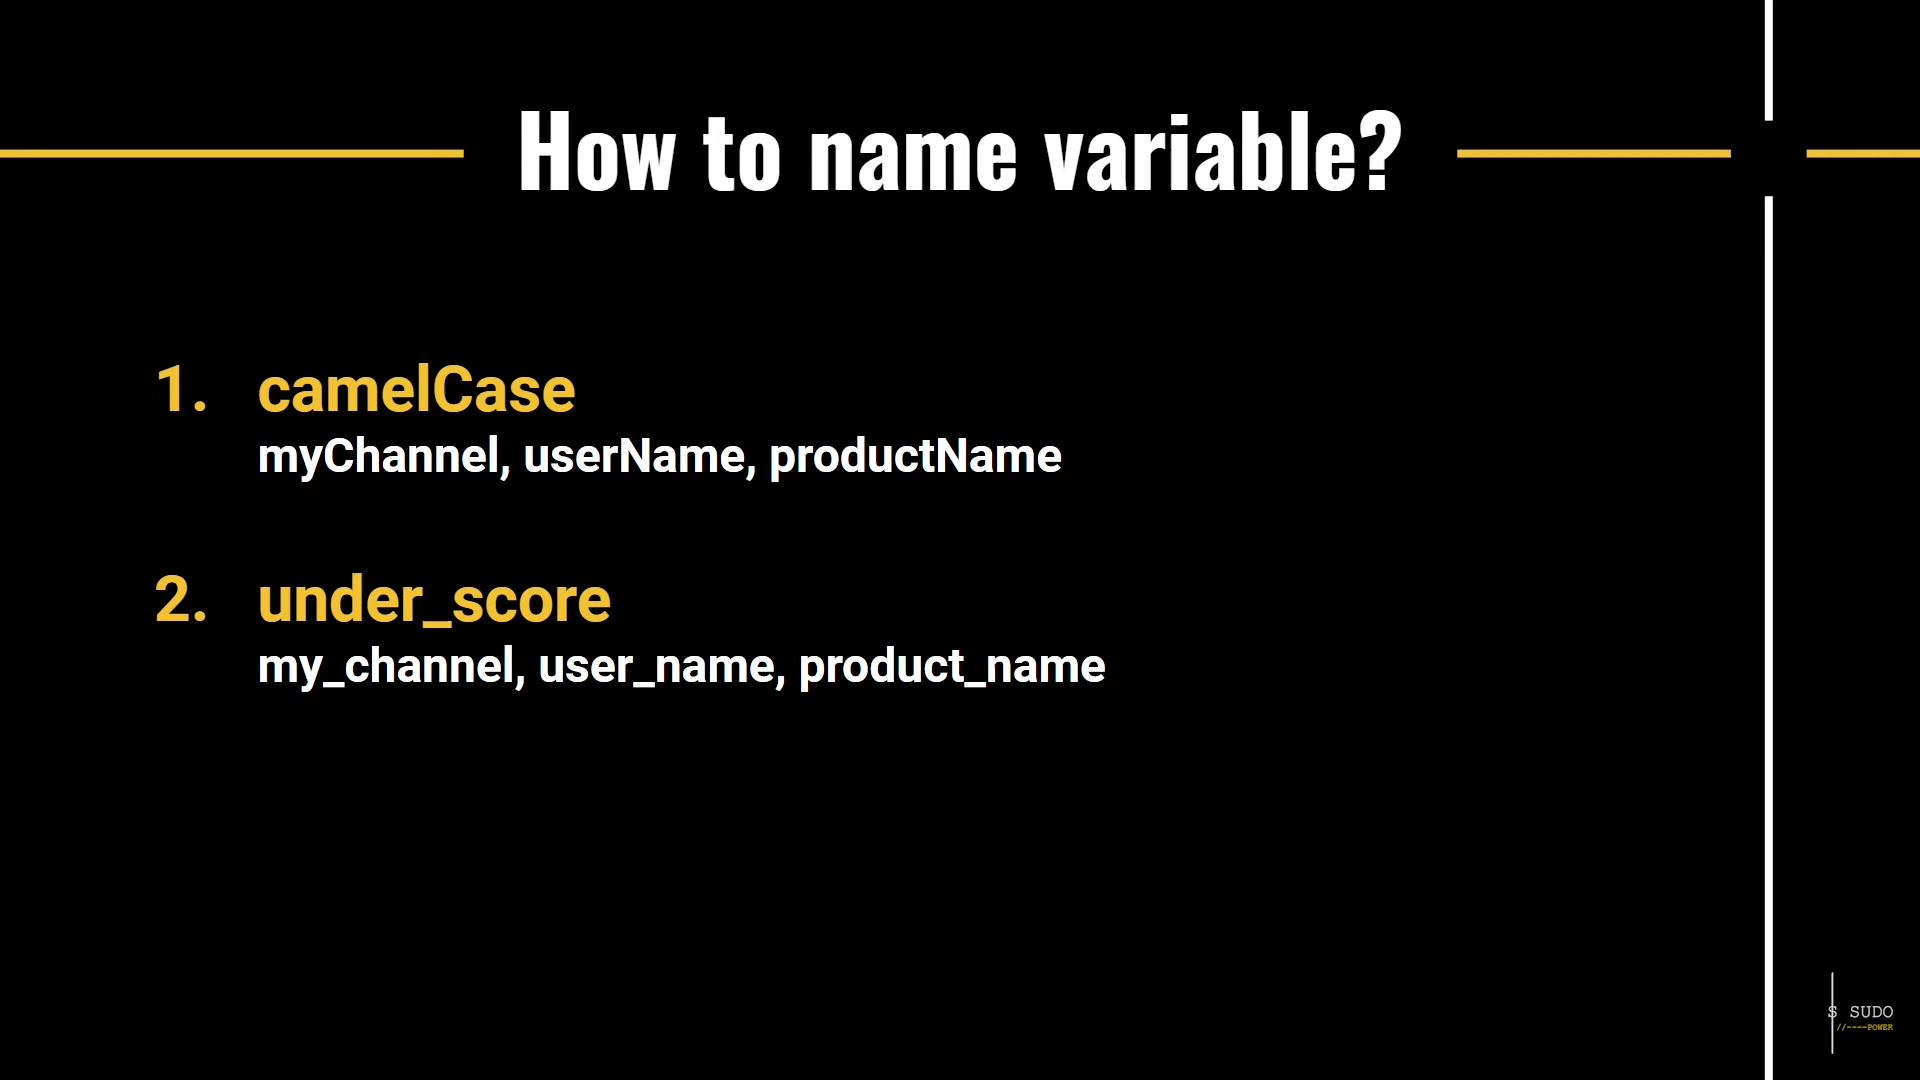 How to name variable?
1. camelCase
myChannel, userName, productName
2. under_score
my_channel, user_name, product_name
S SUDO
//----POWER